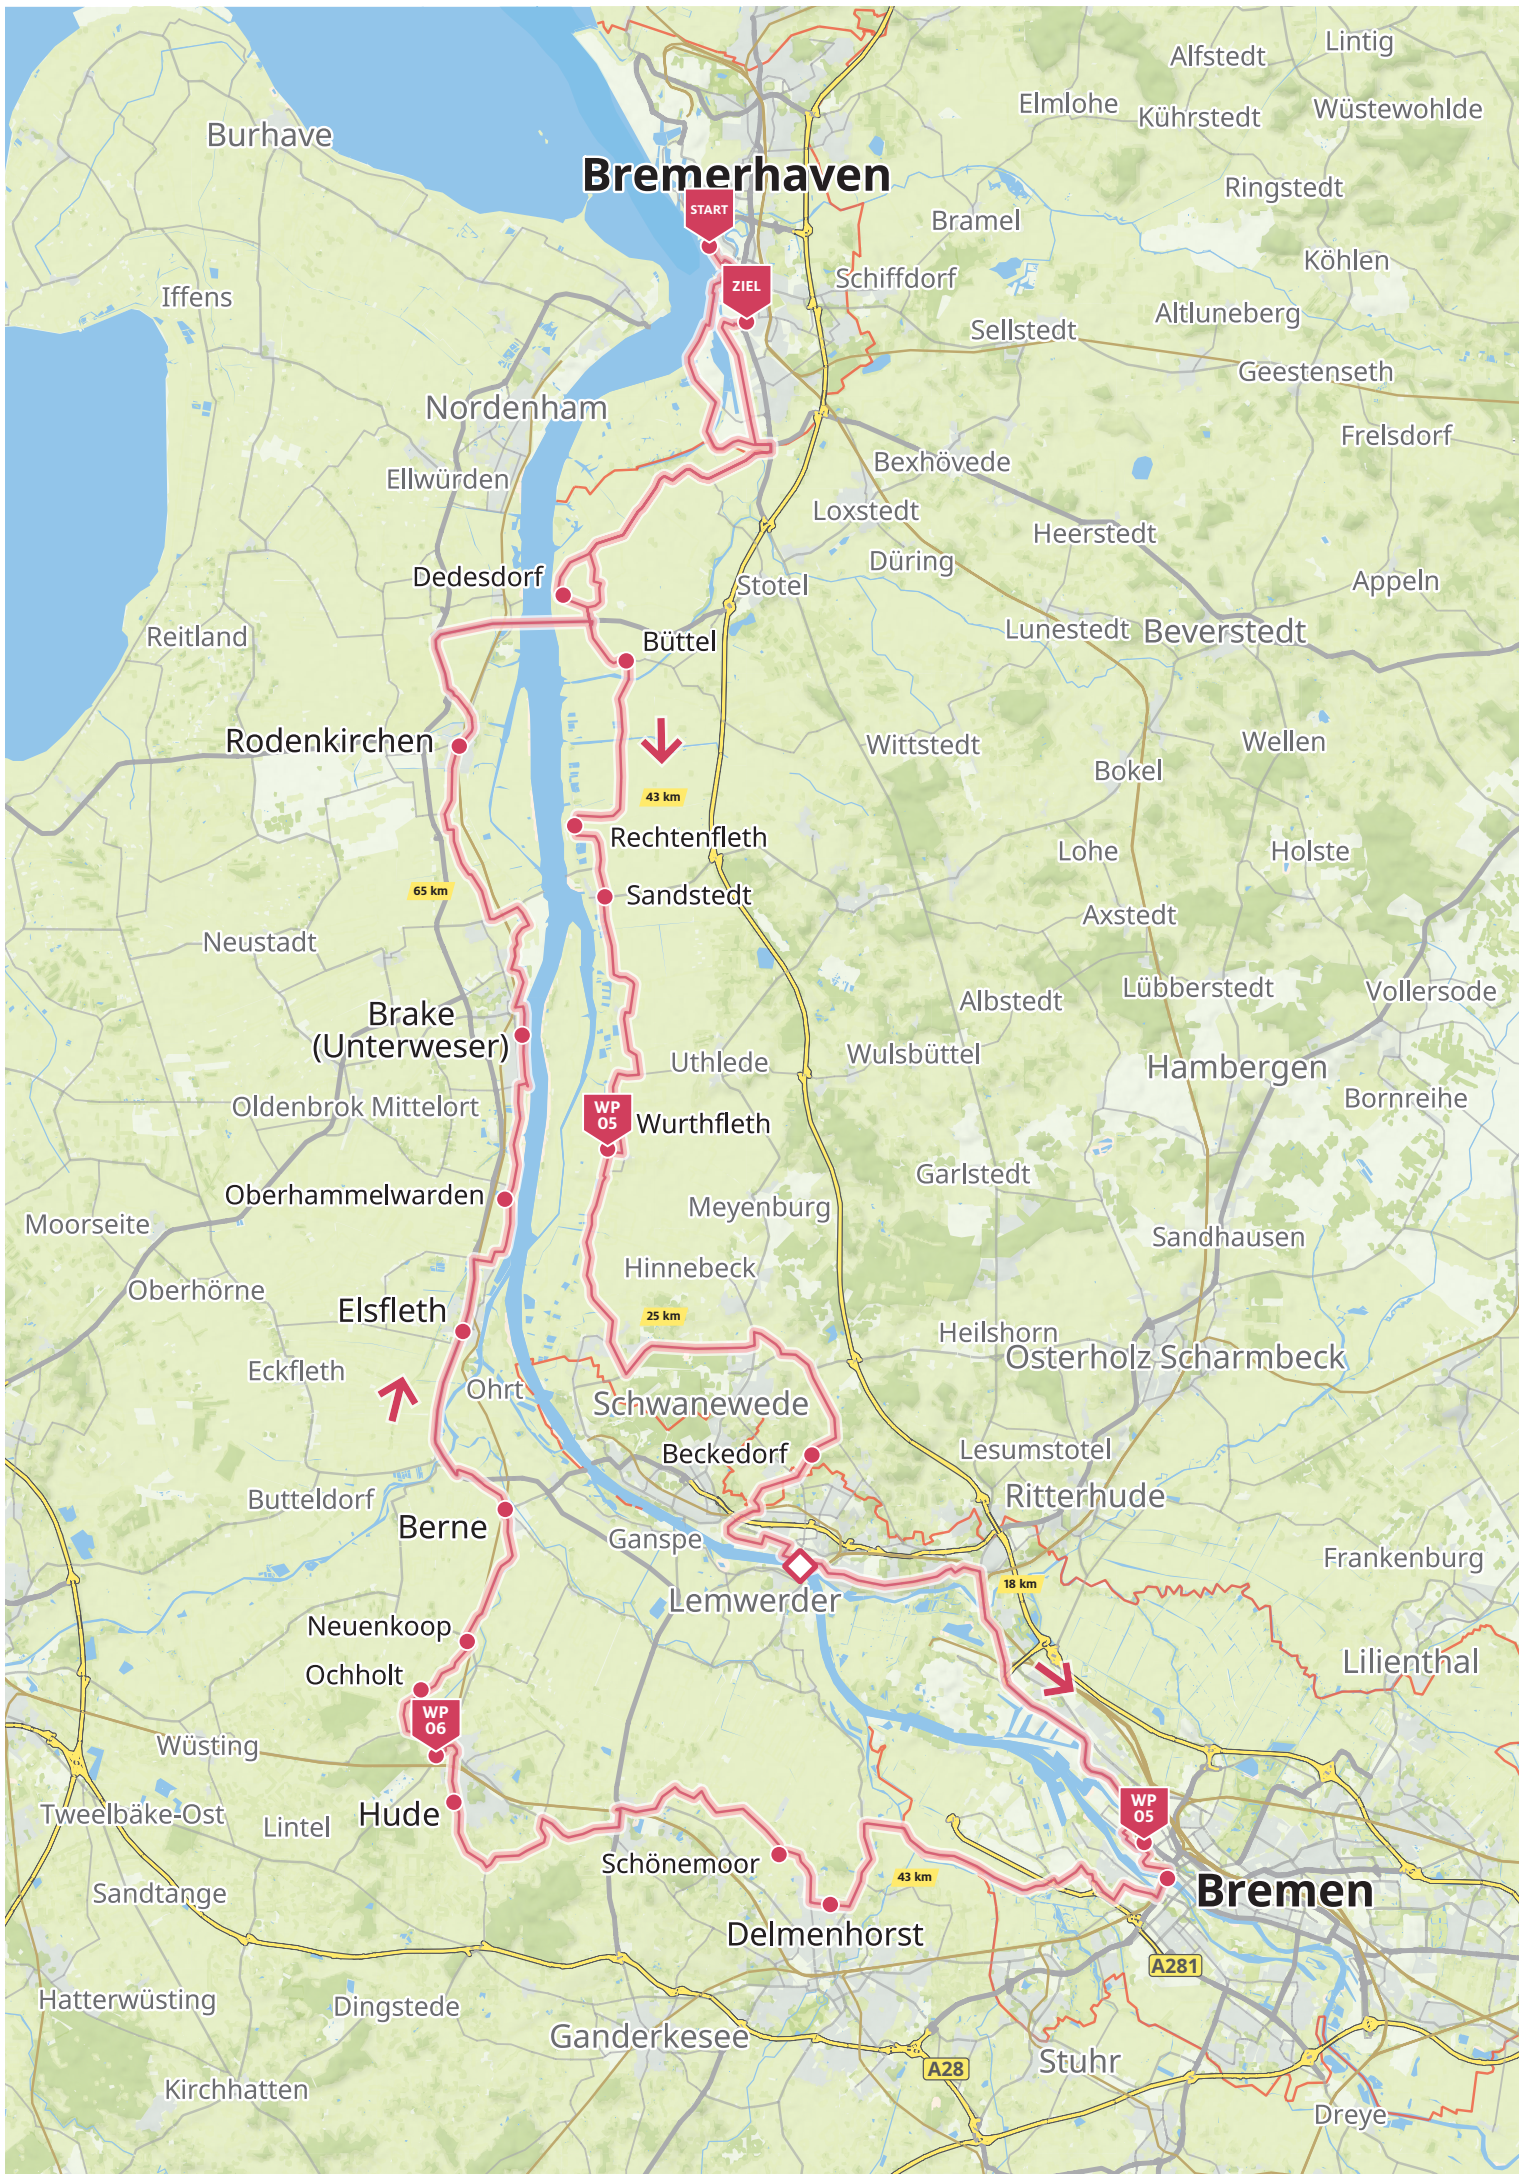 Lintig
Alfstedt
Elmlohe
Kührstedt
Wüstewohlde
Burhave
Bremerhaven
START
Ringstedt
Bramel
Köhlen
Schiffdorf
ZIEL
Iffens
Altluneberg
Sellstedt
Geestenseth
Nordenham
Frelsdorf
Bexhövede
Ellwürden
Loxstedt
Heerstedt
Düring
Dedesdorf
Stotel
Appeln
Reitland
Büttel
Lunestedt
Beverstedt
Rodenkirchen
Wittstedt
Wellen
Bokel
43 km
Rechtenfleth
Lohe
Holste
65 km
Sandstedt
Axstedt
Neustadt
Lübberstedt
Vollersode
Albstedt
Brake
(Unterweser)
Uthlede
Wulsbüttel
Hambergen
Oldenbrok Mittelort
Bornreihe
WP
05
Wurthfleth
Garlstedt
Oberhammelwarden
Meyenburg
Moorseite
Sandhausen
Hinnebeck
Oberhörne
Elsfleth
25 km
Heilshorn
Osterholz Scharmbeck
Eckfleth
Ohrt
Schwanewede
Beckedorf
Lesumstotel
Butteldorf
Ritterhude
Berne
Ganspe
Frankenburg
18 km
Lemwerder
Neuenkoop
Ochholt
Lilienthal
WP
06
Wüsting
WP
05
Tweelbäke-Ost
Hude
Lintel
Schönemoor
43 km
Sandtange
Bremen
Delmenhorst
A281
Hatterwüsting
Dingstede
Ganderkesee
Stuhr
A28
Kirchhatten
Dreye